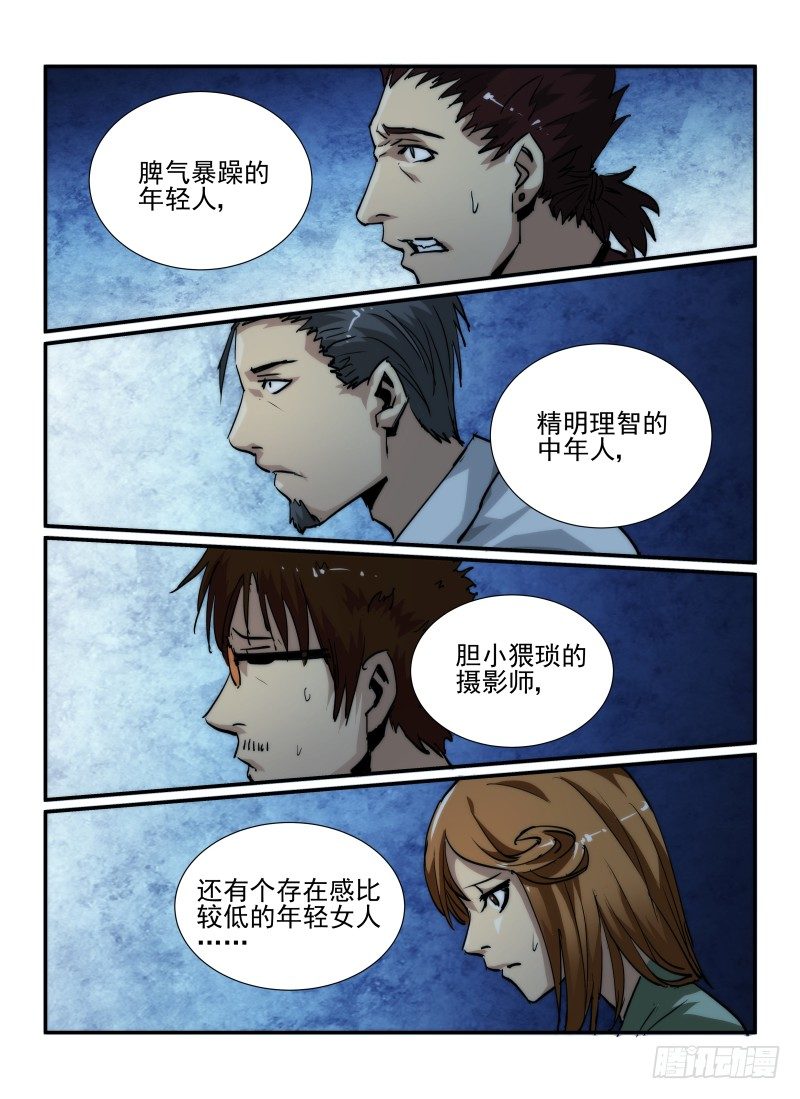 脾气暴躁的
年轻人，
精明理智的
中年人，
胆小猥琐的
摄影师，
还有个存在感比
较低的年轻女人
……
腾讯动漫